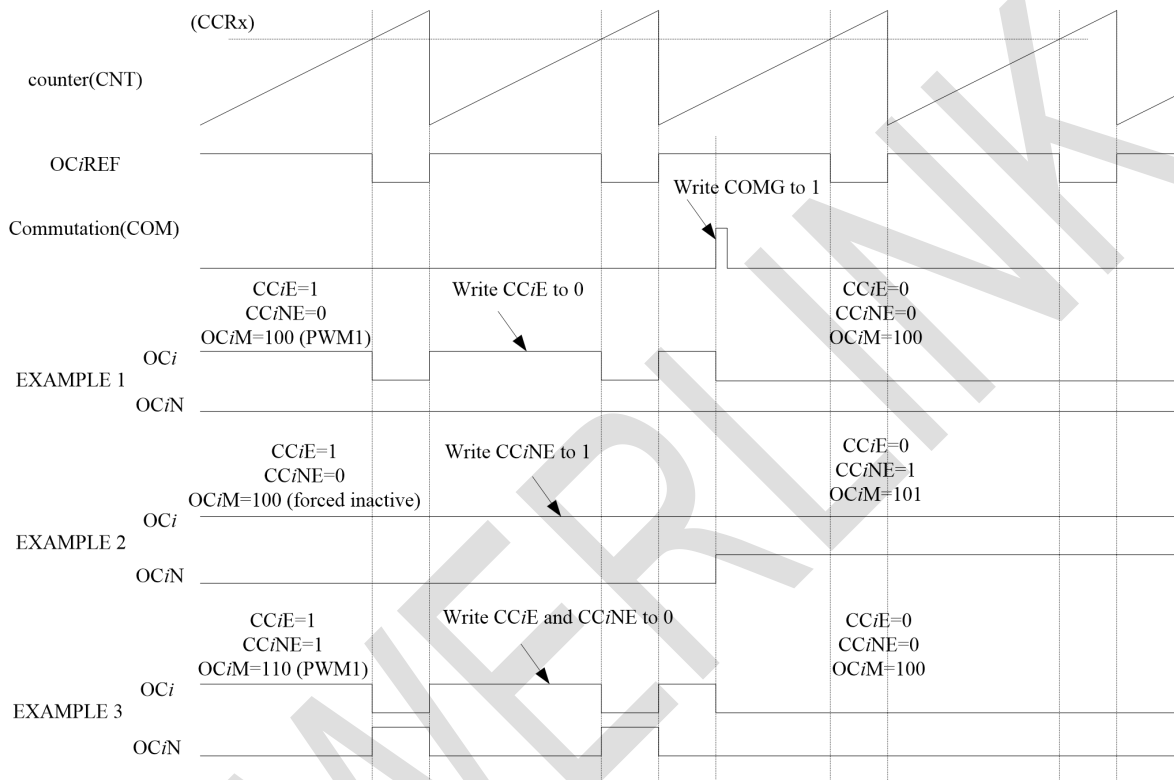 (CCRx)
counter(CNT)
OCiREF
Write COMG to 1
Commutation(COM)
CCiE=1
CCiNE=0
OCiM=100 (PWM1)
Write CCiE to 0
CCiE=0
CCiNE=0
OCiM=100
OCi
EXAMPLE 1
OCiN
CCiE=1
CCiNE=0
OCiM=100 (forced inactive)
Write CCiNE to 1
CCiE=0
CCiNE=1
OCiM=101
OCi
EXAMPLE 2
OCiN
CCiE=1
CCiNE=1
OCiM=110 (PWM1)
Write CCiE and CCiNE to 0
CCiE=0
CCiNE=0
OCiM=100
OCi
EXAMPLE 3
OCiN
WERLINK